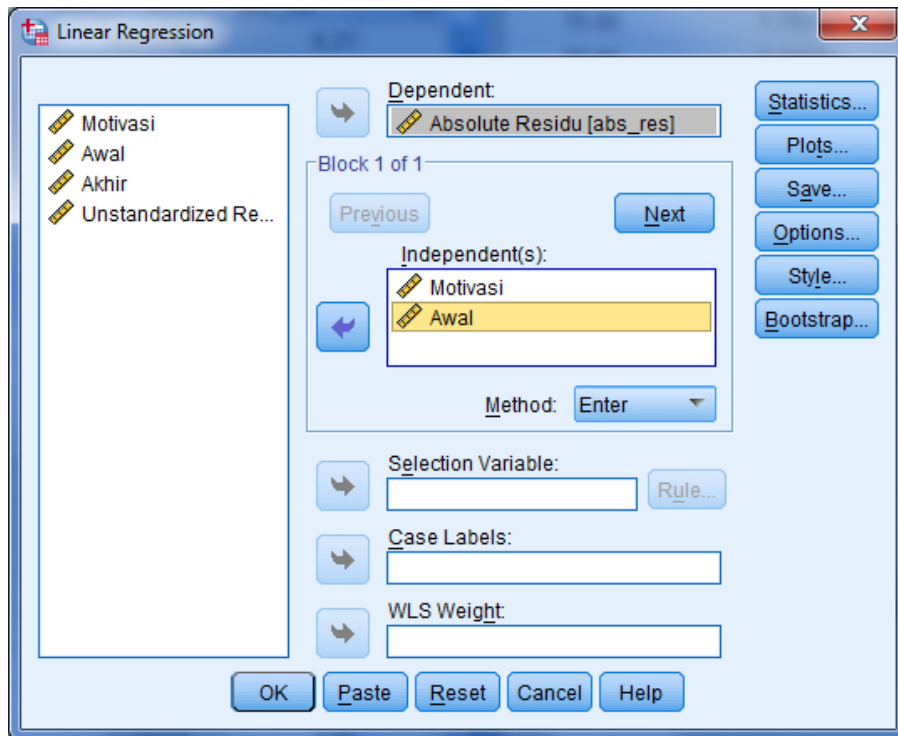 Linear Regression
Motivasi
Awal
Akhir
Unstandardized Re...
Dependent:
Absolute Residu [abs_res]
Block 1 of 1
Previous
Next
Independent(s):
Motivasi
Awal
Method:
Enter
Selection Variable:
Rule...
Case Labels:
WLS Weight:
Statistics...
Plots...
Save...
Options...
Style...
Bootstrap...
OK
Paste
Reset
Cancel
Help